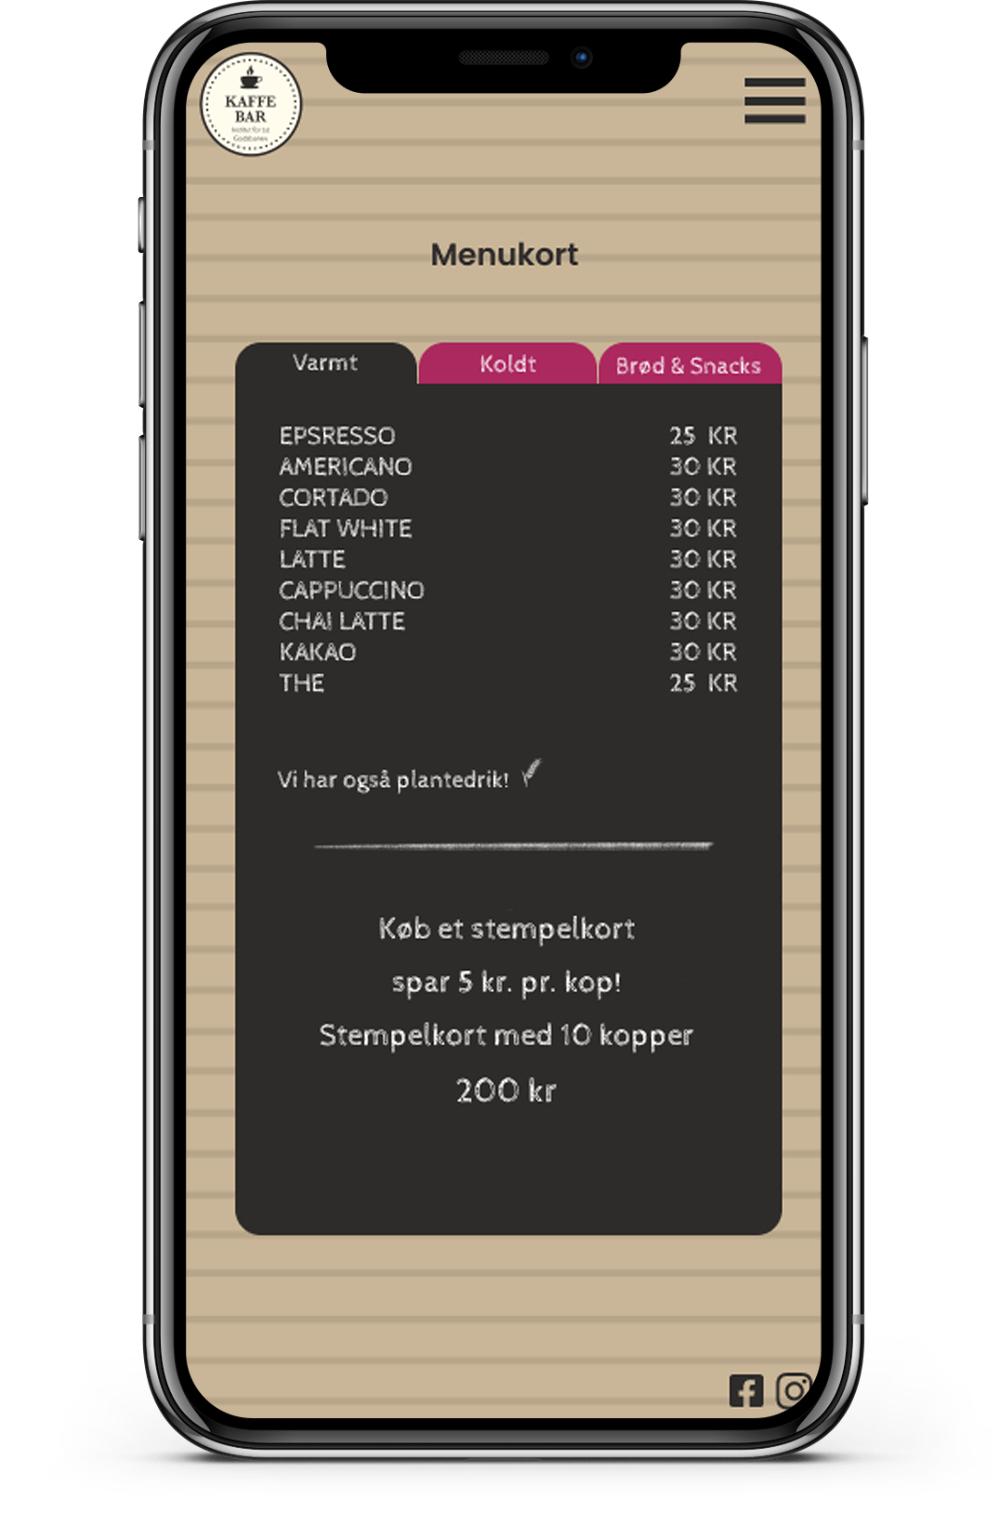 KAFFE
BAR
Menukort
Varmt Koldt Brød & Snacks
EPSRESSO 25 KR
AMERICANO 30 KR
CORTADO 30 KR
FLAT WHITE 30 KR
LATTE 30 KR
CAPPUCCINO 30 KR
CHAI LATTE 30 KR
KAKAO 30 KR
THE 25 KR
Vi har også plantedrik!
Køb et stempelkort
spar 5 kr. pr. kop!
Stempelkort med 10 kopper
200 kr